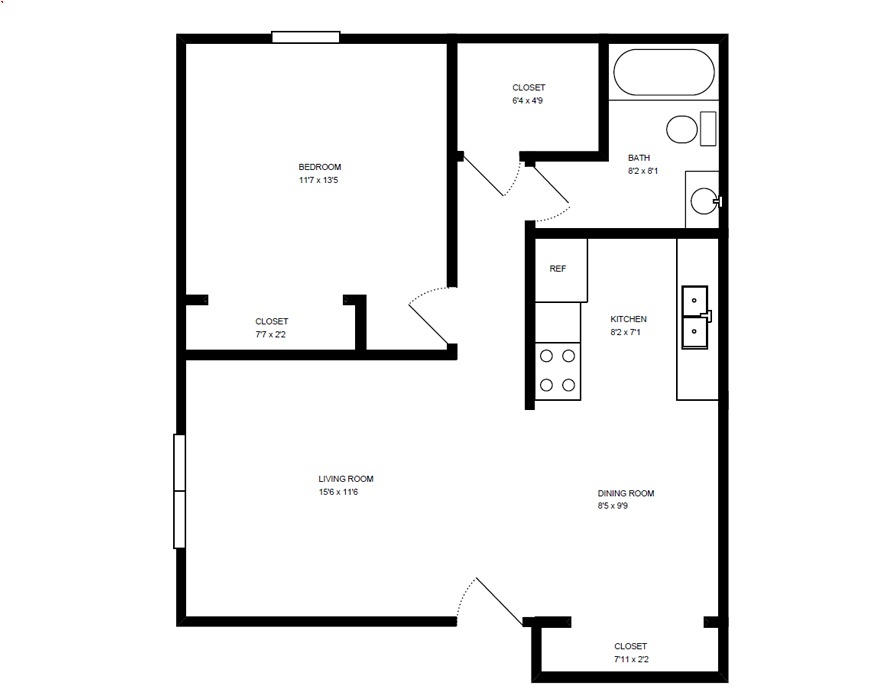 CLOSET
6'4 x 4'9
BATH
8'2 x 8'1
BEDROOM
11'7 x 13'5
REF
CLOSET
7'7 x 2'2
KITCHEN
8'2 x 7'1
LIVING ROOM
15'6 x 11'6
DINING ROOM
8'5 x 9'9
CLOSET
7'11 x 2'2